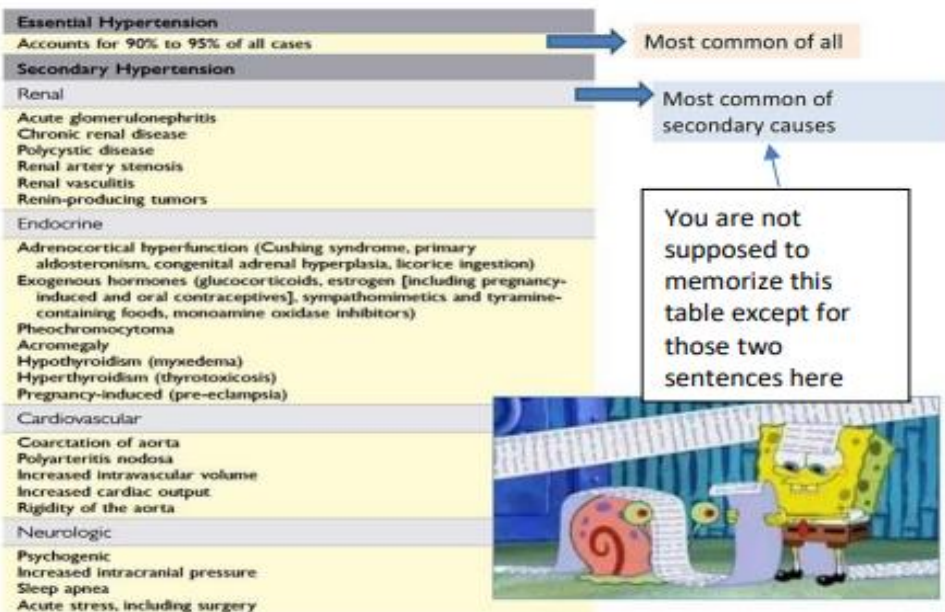 Essential Hypertension
Accounts for 90% to 95% of all cases
Most common of all
Secondary Hypertension
Renal
Most common of
secondary causes
Acute glomerulonephritis
Chronic renal disease
Polycystic disease
Renal artery stenosis
Renal vasculitis
Renin-producing tumors
You are not
supposed to
memorize this
table except for
those two
sentences here
Endocrine
Adrenocortical hyperfunction (Cushing syndrome, primary
aldosteronism, congenital adrenal hyperplasia, licorice ingestion)
Exogenous hormones (glucocorticoids, estrogen [including pregnancy-
induced and oral contraceptives], sympathomimetics and tyramine-
containing foods, monoamine oxidase inhibitors)
Pheochromocytoma
Acromegaly
Hypothyroidism (myxedema)
Hyperthyroidism (thyrotoxicosis)
Pregnancy-induced (pre-eclampsia)
Cardiovascular
Coarctation of aorta
Polyarteritis nodosa
Increased intravascular volume
Increased cardiac output
Rigidity of the aorta
Neurologic
Psychogenic
Increased intracranial pressure
Sleep apnea
Acute stress, including surgery